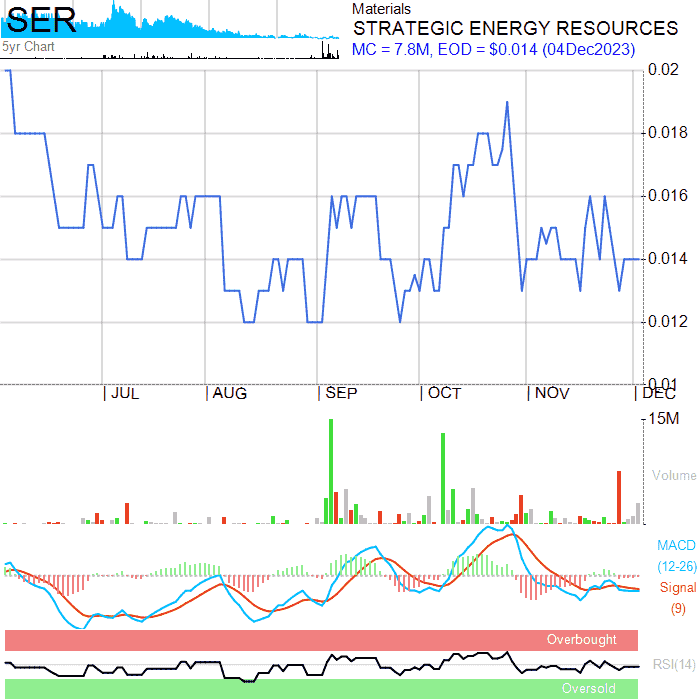 SER
5yr Chart
Materials
STRATEGIC ENERGY RESOURCES
MC = 7.8M, EOD = $0.014 (04Dec2023)
0.02
0.018
0.016
0.014
0.012
0.01
JUL AUG SEP OCT NOV DEC
15M
Volume
MACD
(12-26)
Signal
(9)
Overbought
RSI(14)
Oversold